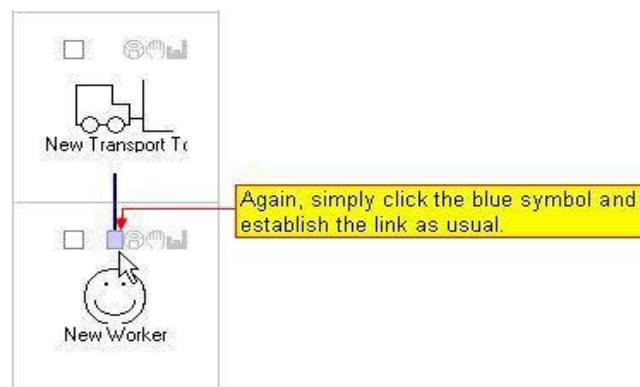 New Transport To
Again, simply click the blue symbol and
establish the link as usual.
New Worker